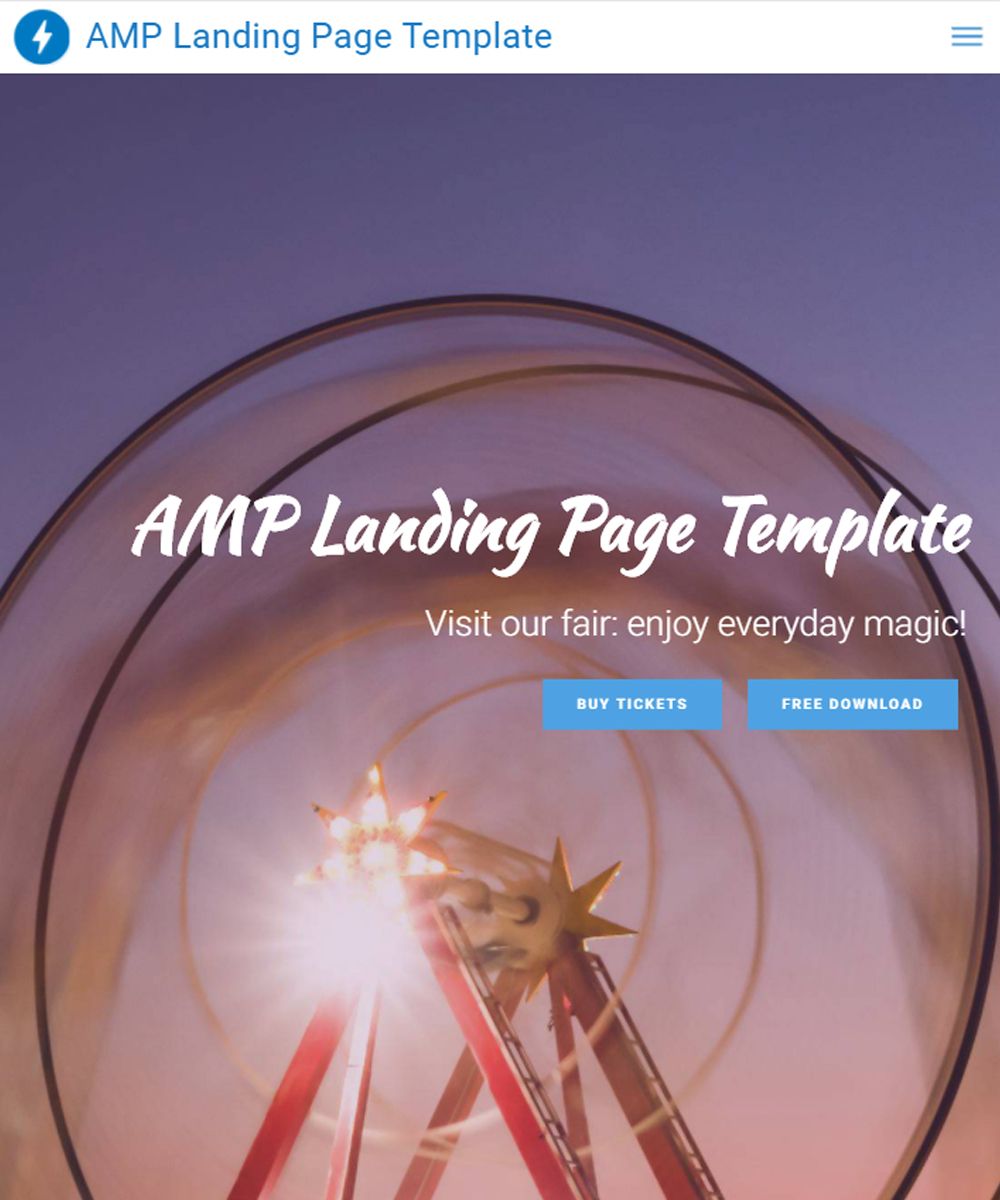 AMP Landing Page Template
AMP Landing Page Template
Visit our fair: enjoy everyday magic!
BUY TICKETS FREE DOWNLOAD